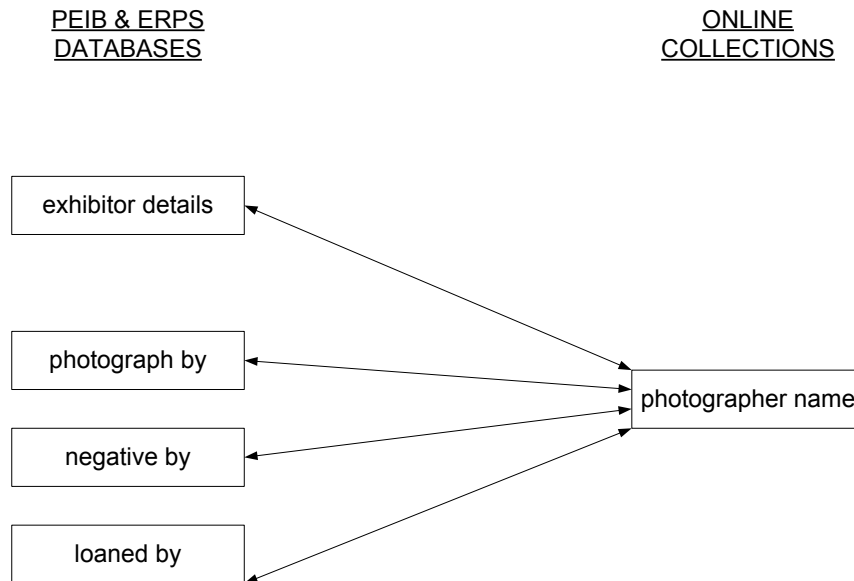 PEIB & ERPS
DATABASES
ONLINE
COLLECTIONS
exhibitor details
photograph by
photographer name
negative by
loaned by